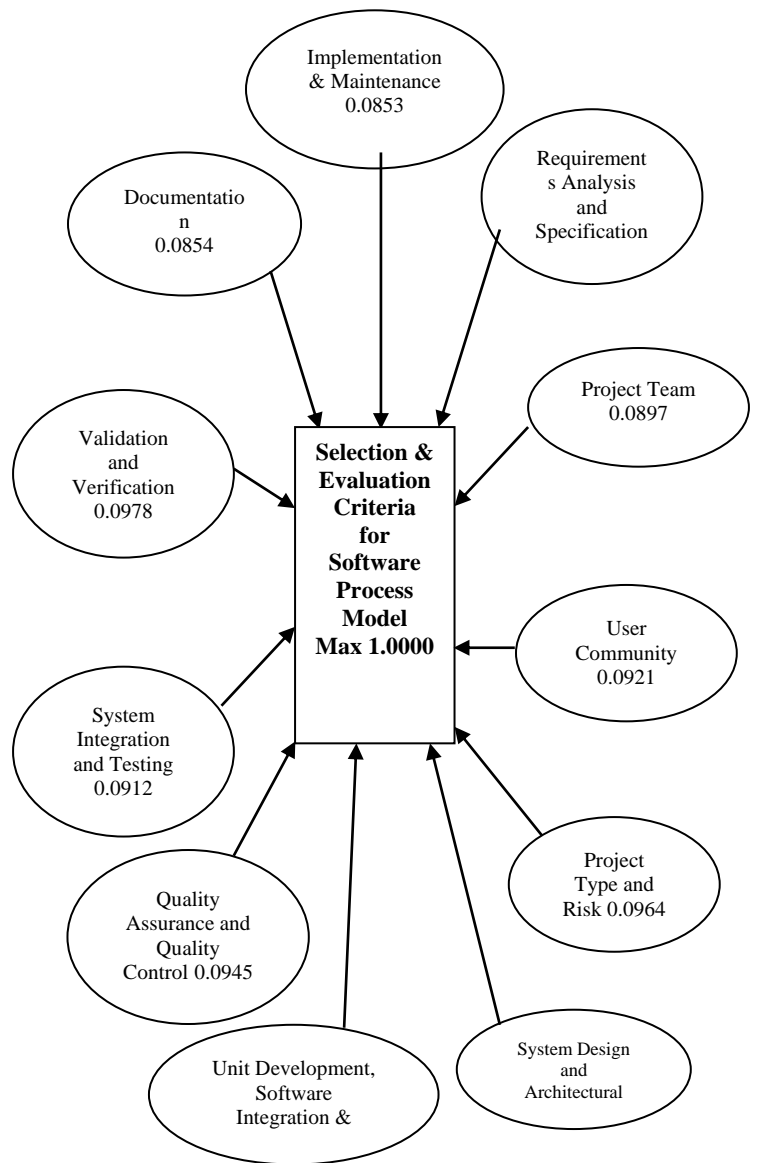 Implementation
& Maintenance
0.0853
Requirement
s Analysis
and
Specification
Documentatio
n
0.0854
Project Team
0.0897
Validation
and
Verification
0.0978
Selection &
Evaluation
Criteria
for
Software
Process
Model
Max 1.0000
User
Community
0.0921
System
Integration
and Testing
0.0912
Project
Type and
Risk 0.0964
Quality
Assurance and
Quality
Control 0.0945
System Design
and
Architectural
Unit Development,
Software
Integration &